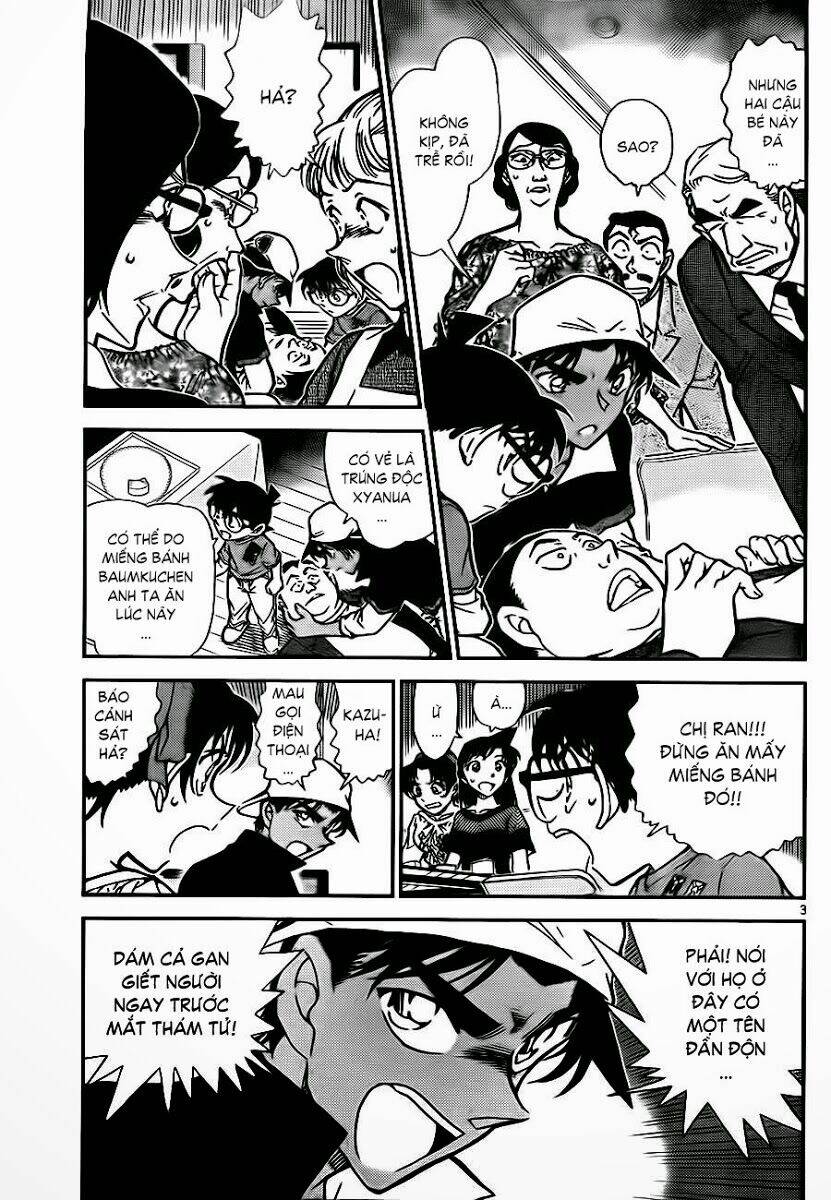 NHƯNG
HAI CẬU
BÉ NÀY
ĐÃ
...
SAO?
KHÔNG
KỊP, ĐÃ
TRỄ RỒI!
HẢ?
CÓ VẺ LÀ
TRÚNG ĐỘC
XYANUA
...
CÓ THỂ DO
MIẾNG BÁNH
BAUMKUCHEN
ANH TA ĂN
LÚC NÃY
...
CHỊ RAN!!!
ĐỪNG ĂN MẤY
MIẾNG BÁNH
ĐÓ!!
À...
Ừ
...
KAZU-
HA!
MAU
GỌI
ĐIỆN
THOẠI
...
BÁO
CẢNH
SÁT
HẢ?
3
PHẢI! NÓI
VỚI HỌ Ở
ĐÂY CÓ
MỘT TÊN
ĐẦN ĐỘN
...
DÁM CẢ GAN
GIẾT NGƯỜI
NGAY TRƯỚC
MẮT THÁM TỬ!